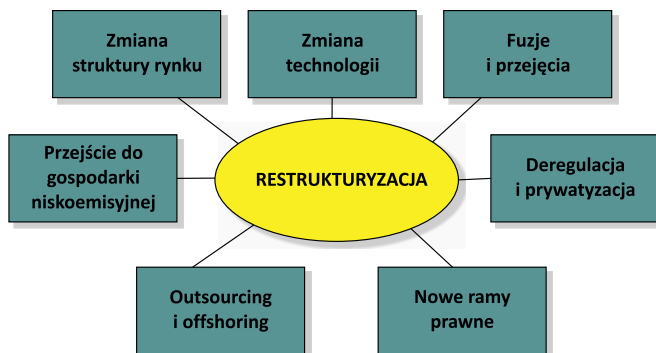 Zmiana
struktury rynku
Zmiana
technologii
Fuzje
i przejęcia
Przejście do
gospodarki
niskoemisyjnej
RESTRUKTURYZACJA
Deregulacja
i prywatyzacja
Outsourcing
i offshoring
Nowe ramy
prawne